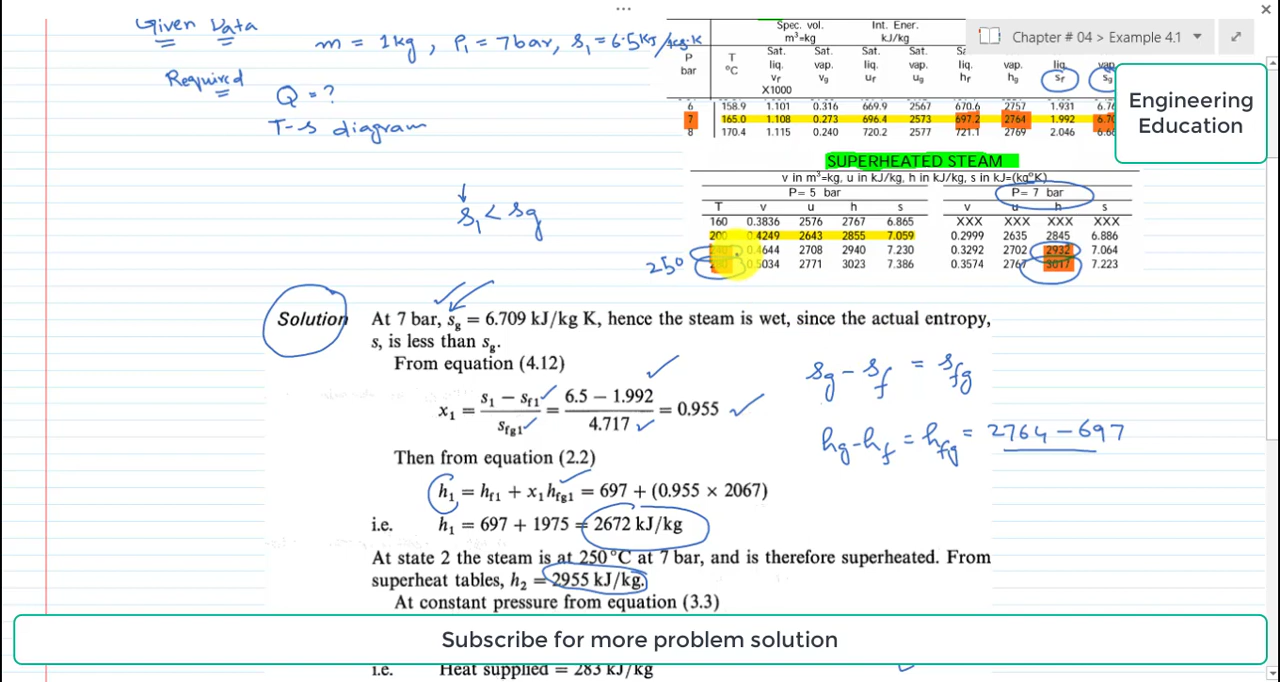 Given Data
m = 1kg, P₁ = 7bar, s₁ = 6.5kJ/kg.K
Required
Q = ?
T-s diagram
s₁ < sg
Spec. vol. Int. Ener.
m³=kg kJ/kg
P T Sat. Sat. Sat. Sat.
bar °C liq. vap. liq. vap. liq. vap. liq. vap.
vf vg uf ug hf hg sf sg
X1000
6 158.9 1.101 0.316 669.9 2567 670.6 2757 1.931
7 165.0 1.108 0.273 696.4 2573 697.2 2764 1.992
8 170.4 1.115 0.240 720.2 2577 721.1 2769 2.046
Chapter # 04 > Example 4.1
Engineering
Education
SUPERHEATED STEAM
v in m³=kg, u in kJ/kg, h in kJ/kg, s in kJ=(kg°K)
P= 5 bar P= 7 bar
T v u h s v u h s
160 0.3836 2576 2767 6.865 XXX XXX XXX XXX
200 0.4249 2643 2855 7.059 0.2999 2635 2845 6.886
0.4644 2708 2940 7.230 0.3292 2702 2932 7.064
250 0.5034 2771 3023 7.386 0.3574 2767 3017 7.223
Solution At 7 bar, sg = 6.709 kJ/kg K, hence the steam is wet, since the actual entropy,
s, is less than sg.
From equation (4.12)
x₁ = s₁ − sf1 / sfg1 = 6.5 − 1.992 / 4.717 = 0.955
sg - sf = sfg
hg-hf = hfg = 2764 - 697
Then from equation (2.2)
h₁ = hf1 + x₁hfg1 = 697 + (0.955 × 2067)
i.e. h₁ = 697 + 1975 = 2672 kJ/kg
At state 2 the steam is at 250 °C at 7 bar, and is therefore superheated. From
superheat tables, h₂ = 2955 kJ/kg.
At constant pressure from equation (3.3)
Subscribe for more problem solution
i.e. Heat supplied = 283 kJ/kg